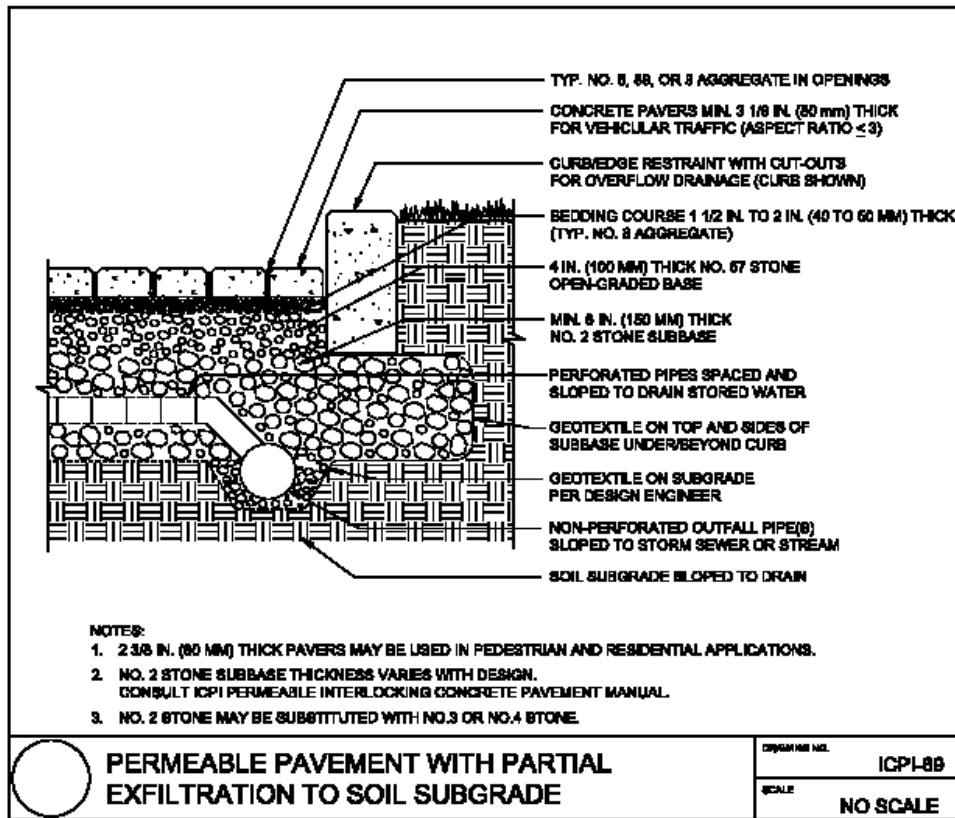 TYP. NO. 8, 89, OR 9 AGGREGATE IN OPENINGS
CONCRETE PAVERS MIN. 3 1/8 IN. (80 mm) THICK
FOR VEHICULAR TRAFFIC (ASPECT RATIO ≤ 3)
CURB/EDGE RESTRAINT WITH CUT-OUTS
FOR OVERFLOW DRAINAGE (CURB SHOWN)
BEDDING COURSE 1 1/2 IN. TO 2 IN. (40 TO 50 MM) THICK
(TYP. NO. 8 AGGREGATE)
4 IN. (100 MM) THICK NO. 57 STONE
OPEN-GRADED BASE
MIN. 6 IN. (150 MM) THICK
NO. 2 STONE SUBBASE
PERFORATED PIPES SPACED AND
SLOPED TO DRAIN STORED WATER
GEOTEXTILE ON TOP AND SIDES OF
SUBBASE UNDER/BEYOND CURB
GEOTEXTILE ON SUBGRADE
PER DESIGN ENGINEER
NON-PERFORATED OUTFALL PIPE(S)
SLOPED TO STORM SEWER OR STREAM
SOIL SUBGRADE SLOPED TO DRAIN
NOTES:
1. 2 3/8 IN. (60 MM) THICK PAVERS MAY BE USED IN PEDESTRIAN AND RESIDENTIAL APPLICATIONS.
2. NO. 2 STONE SUBBASE THICKNESS VARIES WITH DESIGN.
CONSULT ICPI PERMEABLE INTERLOCKING CONCRETE PAVEMENT MANUAL.
3. NO. 2 STONE MAY BE SUBSTITUTED WITH NO.3 OR NO.4 STONE.
PERMEABLE PAVEMENT WITH PARTIAL
EXFILTRATION TO SOIL SUBGRADE
DRAWING NO.
SCALE
NO SCALE